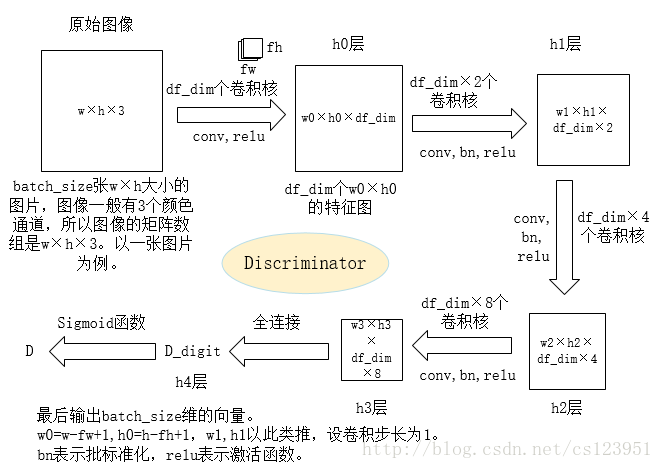 原始图像
w×h×3
batch_size张w×h大小的
图片，图像一般有3个颜色
通道，所以图像的矩阵数
组是w×h×3。以一张图片
为例。
fh
fw
df_dim个卷积核
conv,relu
h0层
w0×h0×df_dim
df_dim个w0×h0
的特征图
df_dim×2个
卷积核
conv,bn,relu
h1层
w1×h1×
df_dim×2
conv,
bn,
relu
df_dim×4
个卷积核
w2×h2×
df_dim×4
h2层
df_dim×8个
卷积核
conv,bn,relu
w3×h3
×
df_dim
×8
h3层
Discriminator
全连接
D_digit
h4层
Sigmoid函数
D
最后输出batch_size维的向量。
w0=w-fw+1,h0=h-fh+1，w1,h1以此类推，设卷积步长为1。
bn表示批标准化，relu表示激活函数。
http://blog.csdn.net/cs123951